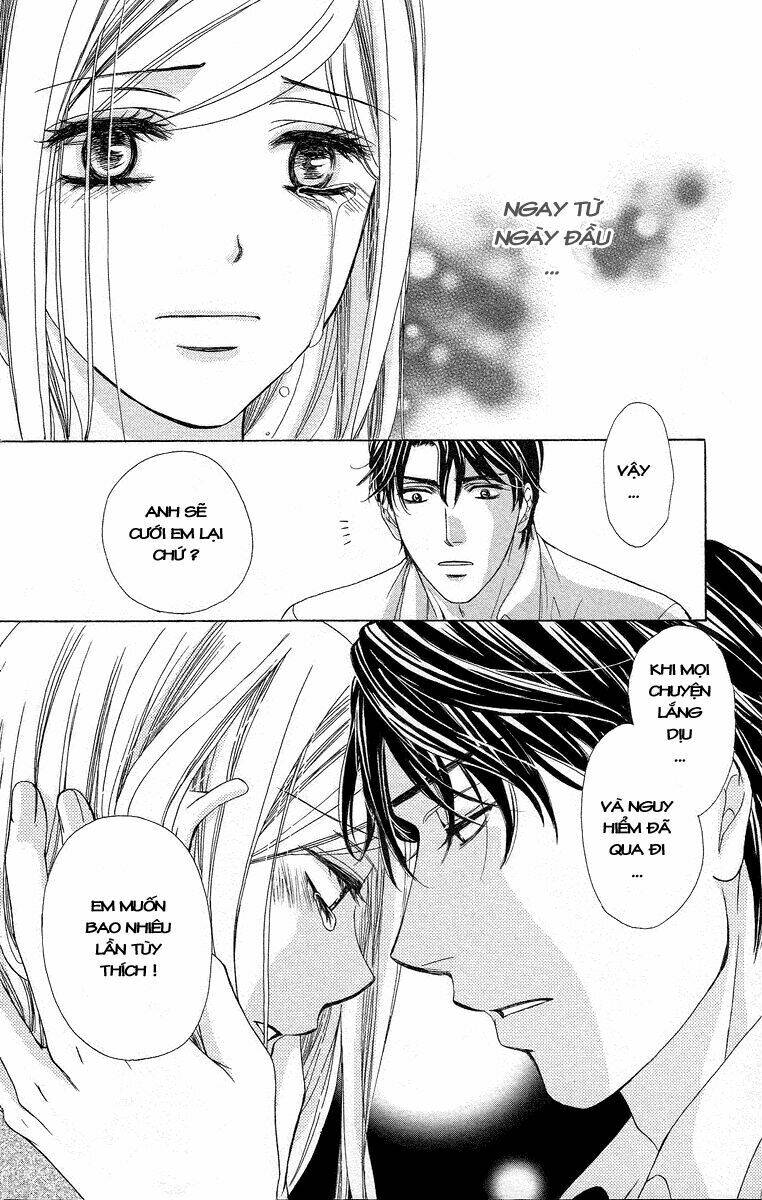 NGAY TỪ
NGÀY ĐẦU
...
VẬY
...
ANH SẼ
CƯỚI EM LẠI
CHỨ ?
KHI MỌI
CHUYỆN
LẮNG
DỊU
...
VÀ NGUY
HIỂM ĐÃ
QUA ĐI
...
EM MUỐN
BAO NHIÊU
LẦN TÙY
THÍCH !